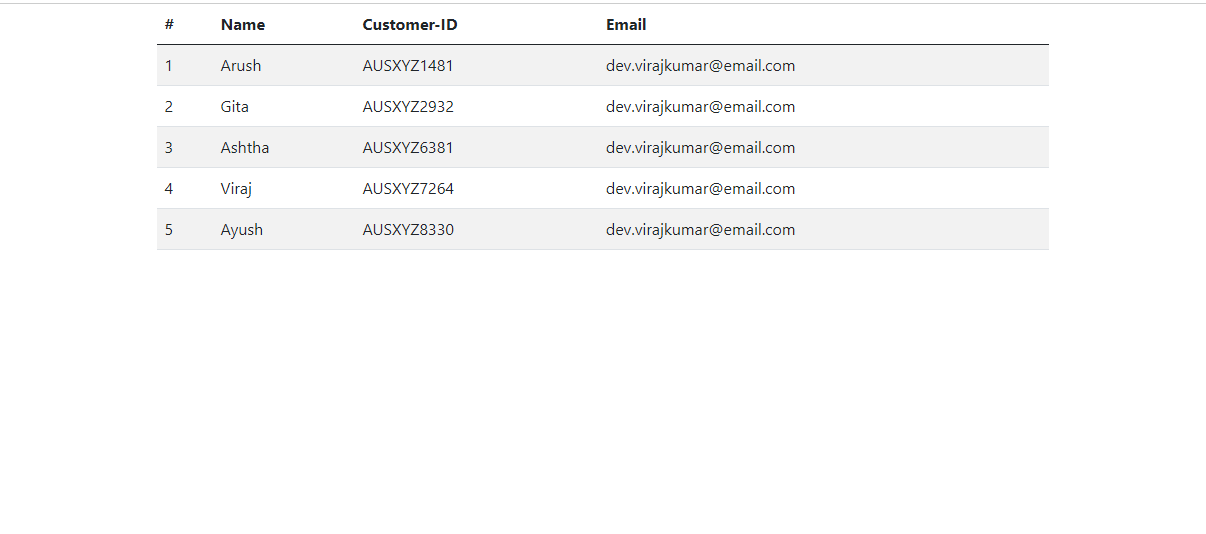 # Name Customer-ID Email
1 Arush AUSXYZ1481 dev.virajkumar@email.com
2 Gita AUSXYZ2932 dev.virajkumar@email.com
3 Ashtha AUSXYZ6381 dev.virajkumar@email.com
4 Viraj AUSXYZ7264 dev.virajkumar@email.com
5 Ayush AUSXYZ8330 dev.virajkumar@email.com